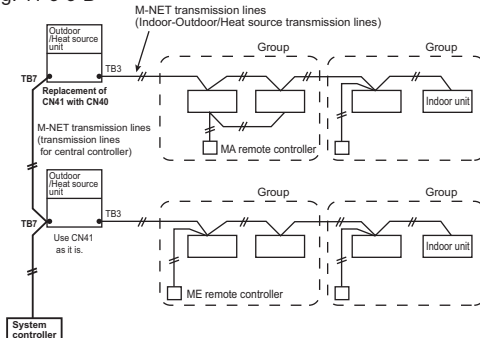 M-NET transmission lines
(Indoor-Outdoor/Heat source transmission lines)
Outdoor
/Heat source
unit
Group
Group
TB7
TB3
Replacement of
CN41 with CN40
Indoor unit
MA remote controller
M-NET transmission lines
(transmission lines
for central controller)
Outdoor
/Heat source
unit
Group
Group
TB7
TB3
Use CN41
as it is.
Indoor unit
ME remote controller
System
controller